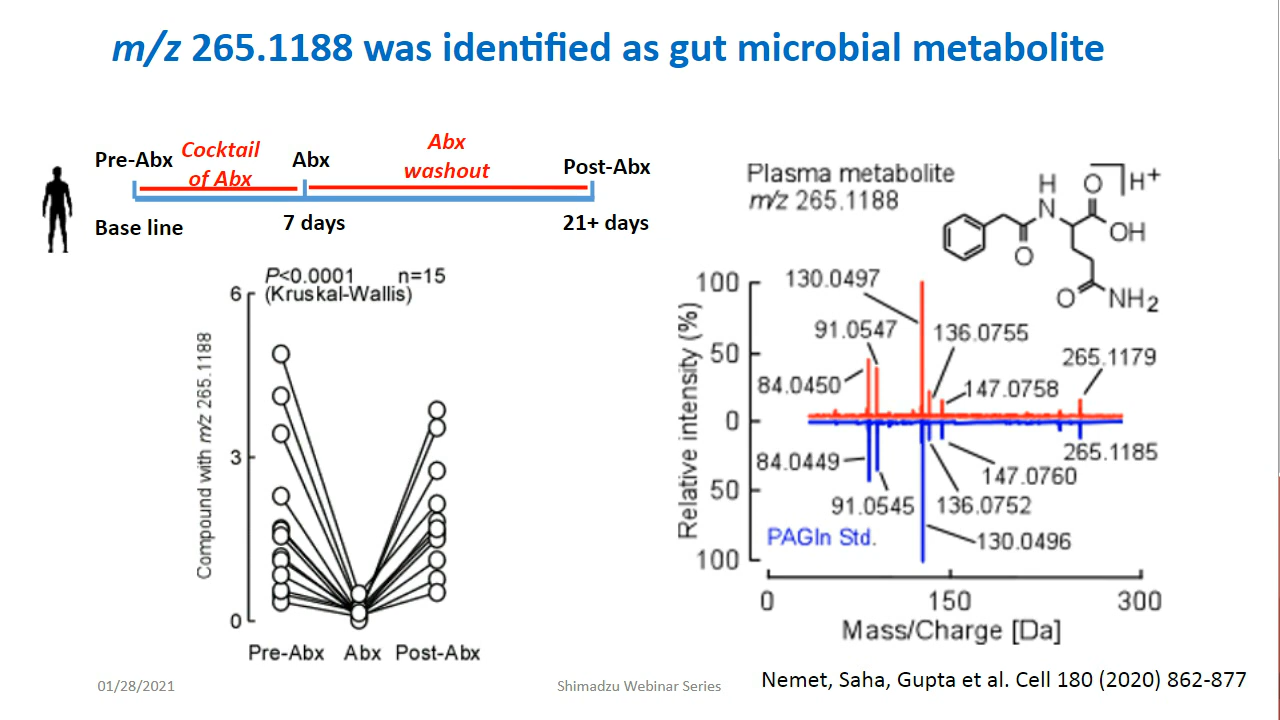 m/z 265.1188 was identified as gut microbial metabolite
Pre-Abx
Cocktail
of Abx
Abx
Abx
washout
Post-Abx
Base line
7 days
21+ days
P<0.0001
n=15
(Kruskal-Wallis)
Compound with m/z 265.1188
6
3
0
Pre-Abx
Abx
Post-Abx
Plasma metabolite
m/z 265.1188
H
N
O
O
OH
O
NH2
H+
Relative intensity (%)
100
50
0
50
100
130.0497
91.0547
136.0755
84.0450
147.0758
265.1179
84.0449
91.0545
136.0752
147.0760
265.1185
130.0496
PAGln Std.
0
150
300
Mass/Charge [Da]
01/28/2021
Shimadzu Webinar Series
Nemet, Saha, Gupta et al. Cell 180 (2020) 862-877